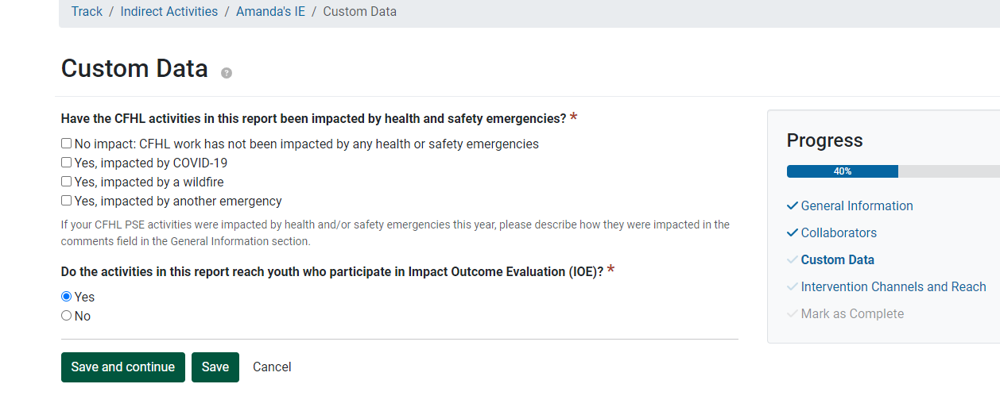 Track / Indirect Activities / Amanda's IE / Custom Data
Custom Data ?
Have the CFHL activities in this report been impacted by health and safety emergencies? *
No impact: CFHL work has not been impacted by any health or safety emergencies
Yes, impacted by COVID-19
Yes, impacted by a wildfire
Yes, impacted by another emergency
If your CFHL PSE activities were impacted by health and/or safety emergencies this year, please describe how they were impacted in the
comments field in the General Information section.
Do the activities in this report reach youth who participate in Impact Outcome Evaluation (IOE)? *
Yes
No
Save and continue Save Cancel
Progress
40%
General Information
Collaborators
Custom Data
Intervention Channels and Reach
Mark as Complete